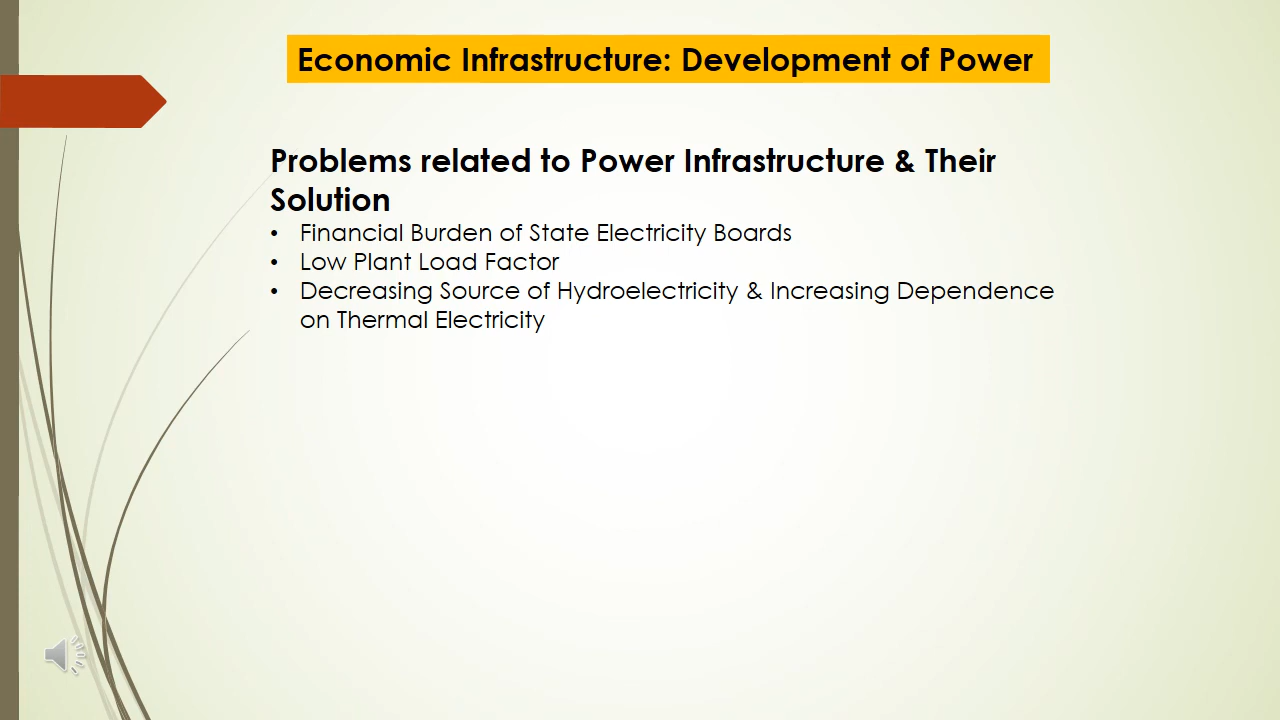 Economic Infrastructure: Development of Power
Problems related to Power Infrastructure & Their
Solution
• Financial Burden of State Electricity Boards
• Low Plant Load Factor
• Decreasing Source of Hydroelectricity & Increasing Dependence
on Thermal Electricity